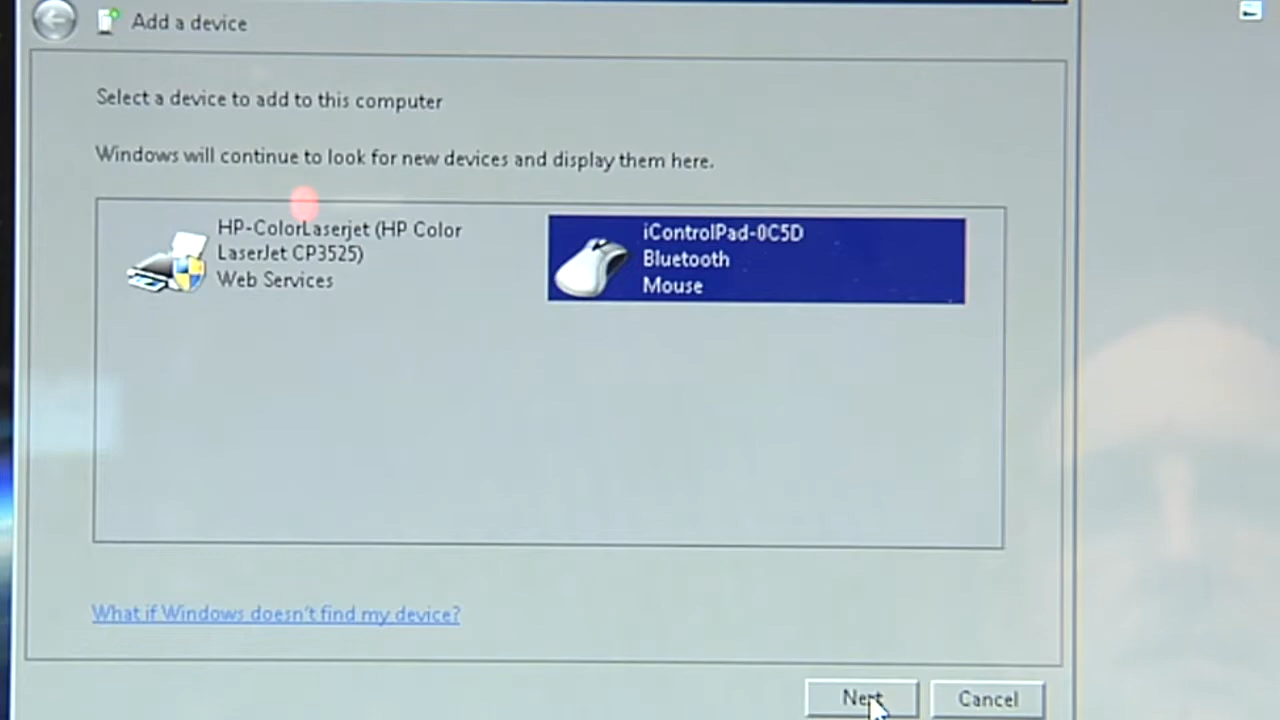 Add a device
Select a device to add to this computer
Windows will continue to look for new devices and display them here.
HP-ColorLaserjet (HP Color
LaserJet CP3525)
Web Services
iControlPad-0C5D
Bluetooth
Mouse
What if Windows doesn't find my device?
Next
Cancel